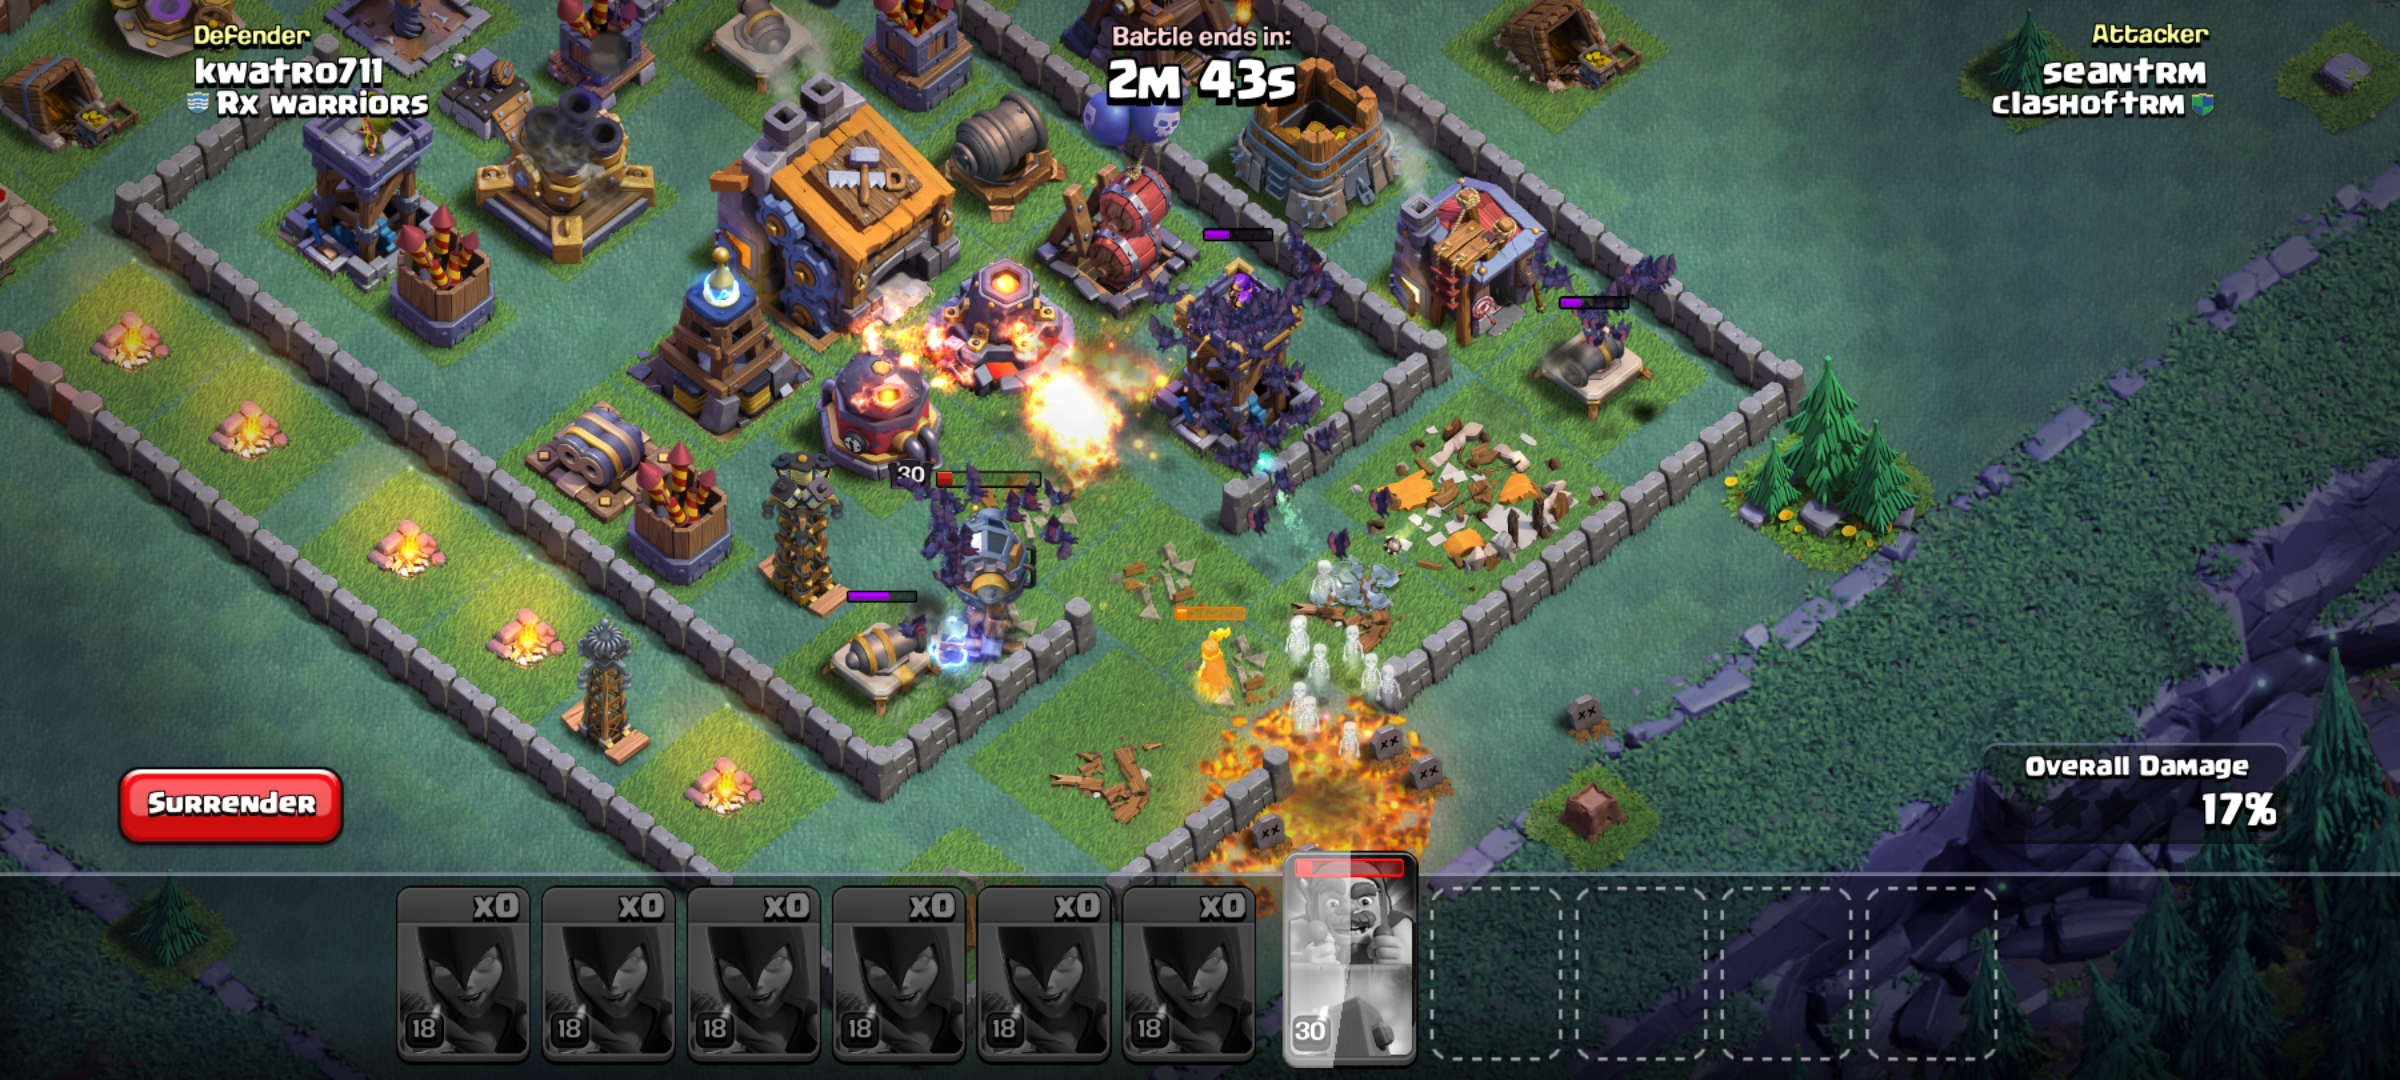 Defender
kwatro711
Rx warriors
Battle ends in:
2m 43s
Attacker
seantrm
clashoftrm
30
Surrender
Overall Damage
17%
x0
x0
x0
x0
x0
x0
18
18
18
18
18
18
30